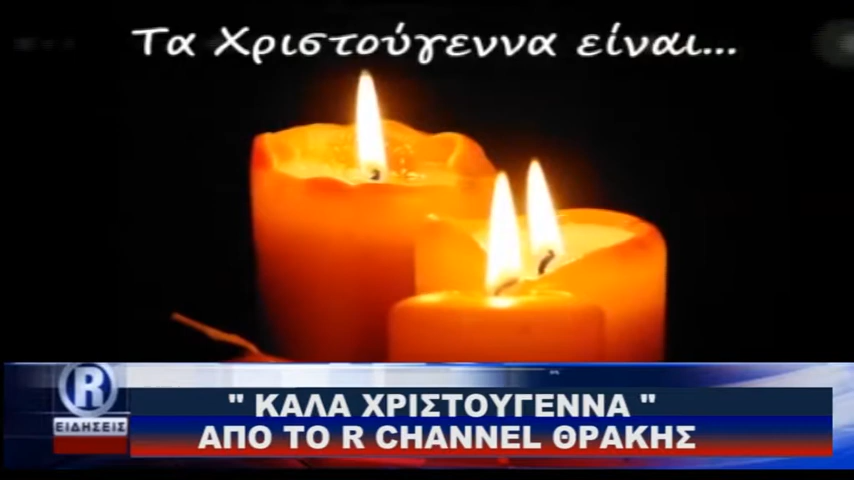 Τα Χριστούγεννα είναι...
R
ΕΙΔΗΣΕΙΣ
" ΚΑΛΑ ΧΡΙΣΤΟΥΓΕΝΝΑ "
ΑΠΟ ΤΟ R CHANNEL ΘΡΑΚΗΣ